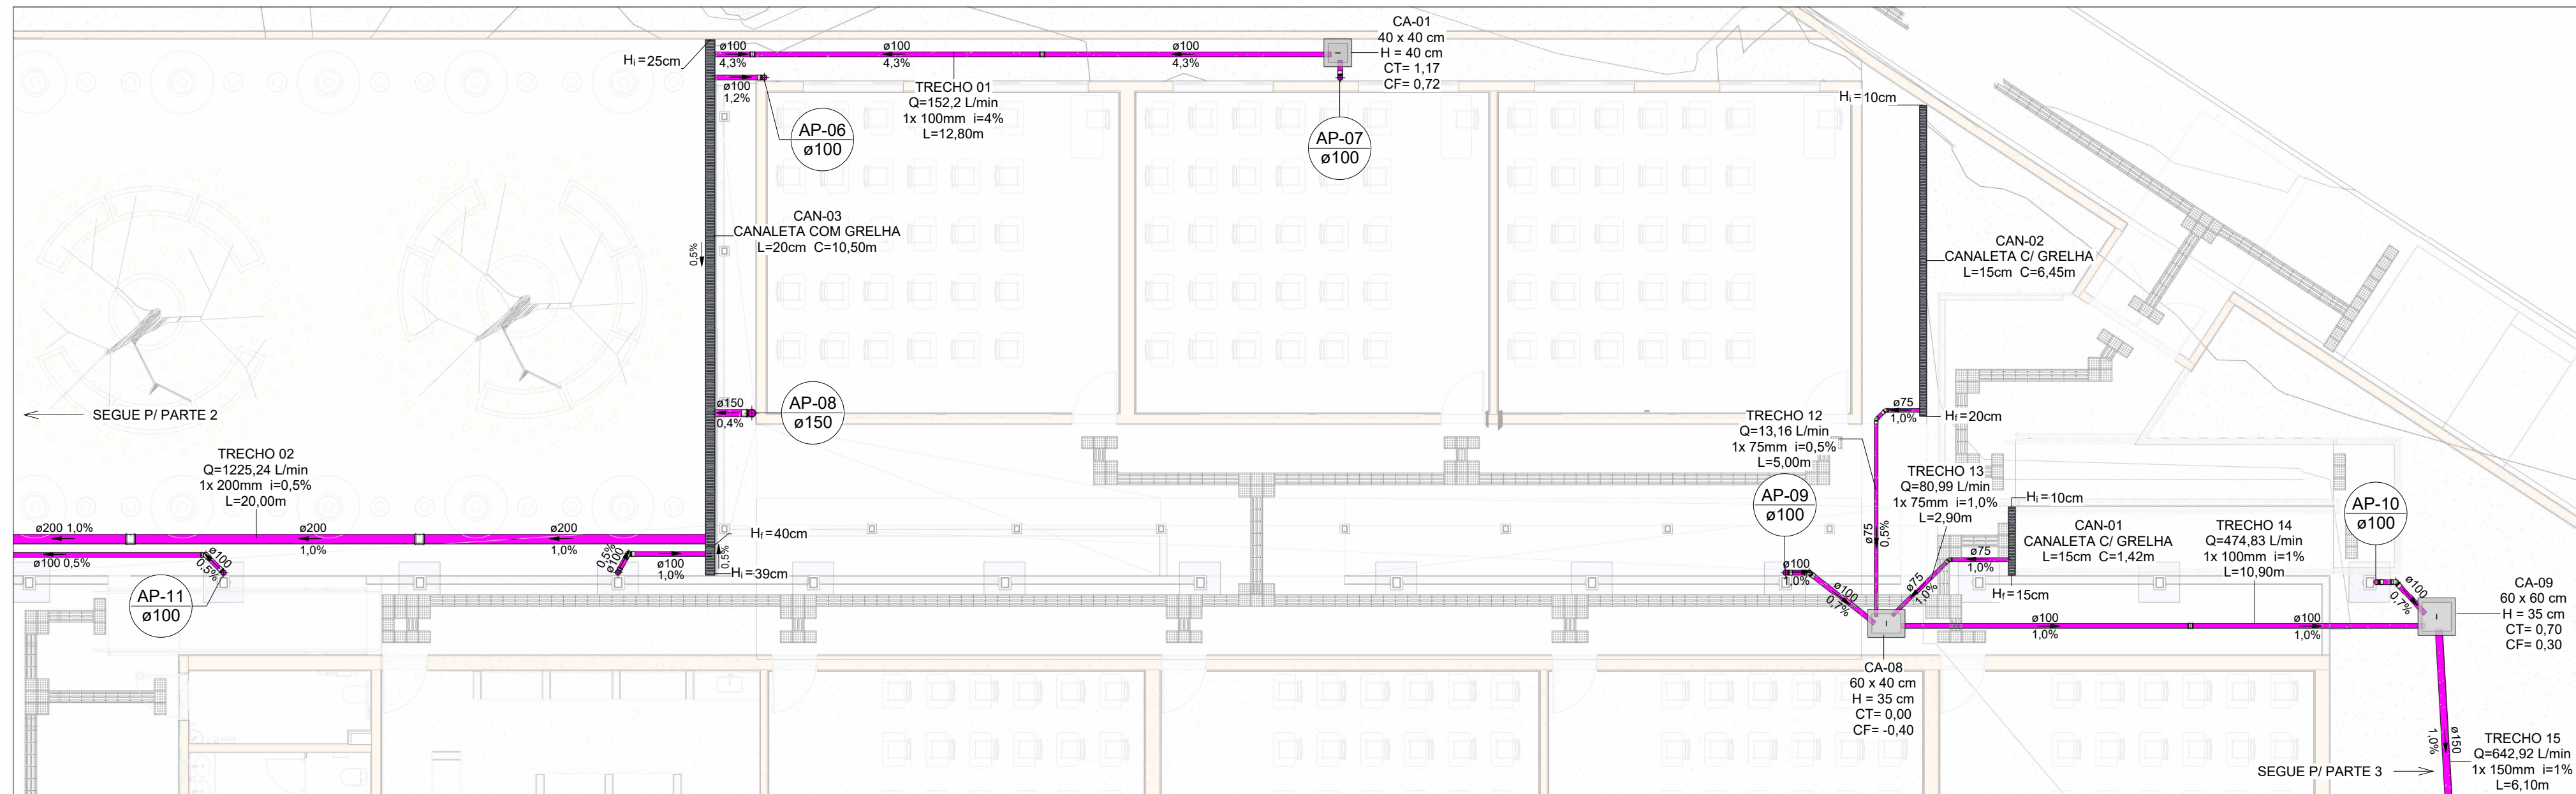 CA-01
40 x 40 cm
H = 40 cm
CT= 1,17
CF= 0,72
Hi = 25cm
ø100
4,3%
ø100
4,3%
ø100
4,3%
ø100
1,2%
TRECHO 01
Q=152,2 L/min
1x 100mm i=4%
L=12,80m
AP-06
ø100
AP-07
ø100
Hi = 10cm
CAN-03
CANALETA COM GRELHA
L=20cm C=10,50m
0,5%
CAN-02
CANALETA C/ GRELHA
L=15cm C=6,45m
SEGUE P/ PARTE 2
ø150
0,4%
AP-08
ø150
ø75
1,0%
Hf = 20cm
TRECHO 12
Q=13,16 L/min
1x 75mm i=0,5%
L=5,00m
TRECHO 02
Q=1225,24 L/min
1x 200mm i=0,5%
L=20,00m
TRECHO 13
Q=80,99 L/min
1x 75mm i=1,0%
L=2,90m
AP-09
ø100
Hi = 10cm
AP-10
ø100
ø200 1,0%
ø200
1,0%
ø200
1,0%
Hf = 40cm
ø75
0,5%
CAN-01
CANALETA C/ GRELHA
L=15cm C=1,42m
TRECHO 14
Q=474,83 L/min
1x 100mm i=1%
L=10,90m
ø100 0,5%
ø100
0,5%
0,5%
ø100
ø100
1,0%
0,5%
Hi = 39cm
ø100
1,0%
ø100
0,7%
ø75
1,0%
ø75
1,0%
Hf = 15cm
ø100
0,7%
AP-11
ø100
ø100
1,0%
ø100
1,0%
CA-09
60 x 60 cm
H = 35 cm
CT= 0,70
CF= 0,30
CA-08
60 x 40 cm
H = 35 cm
CT= 0,00
CF= -0,40
1,0%
ø150
SEGUE P/ PARTE 3
TRECHO 15
Q=642,92 L/min
1x 150mm i=1%
L=6,10m